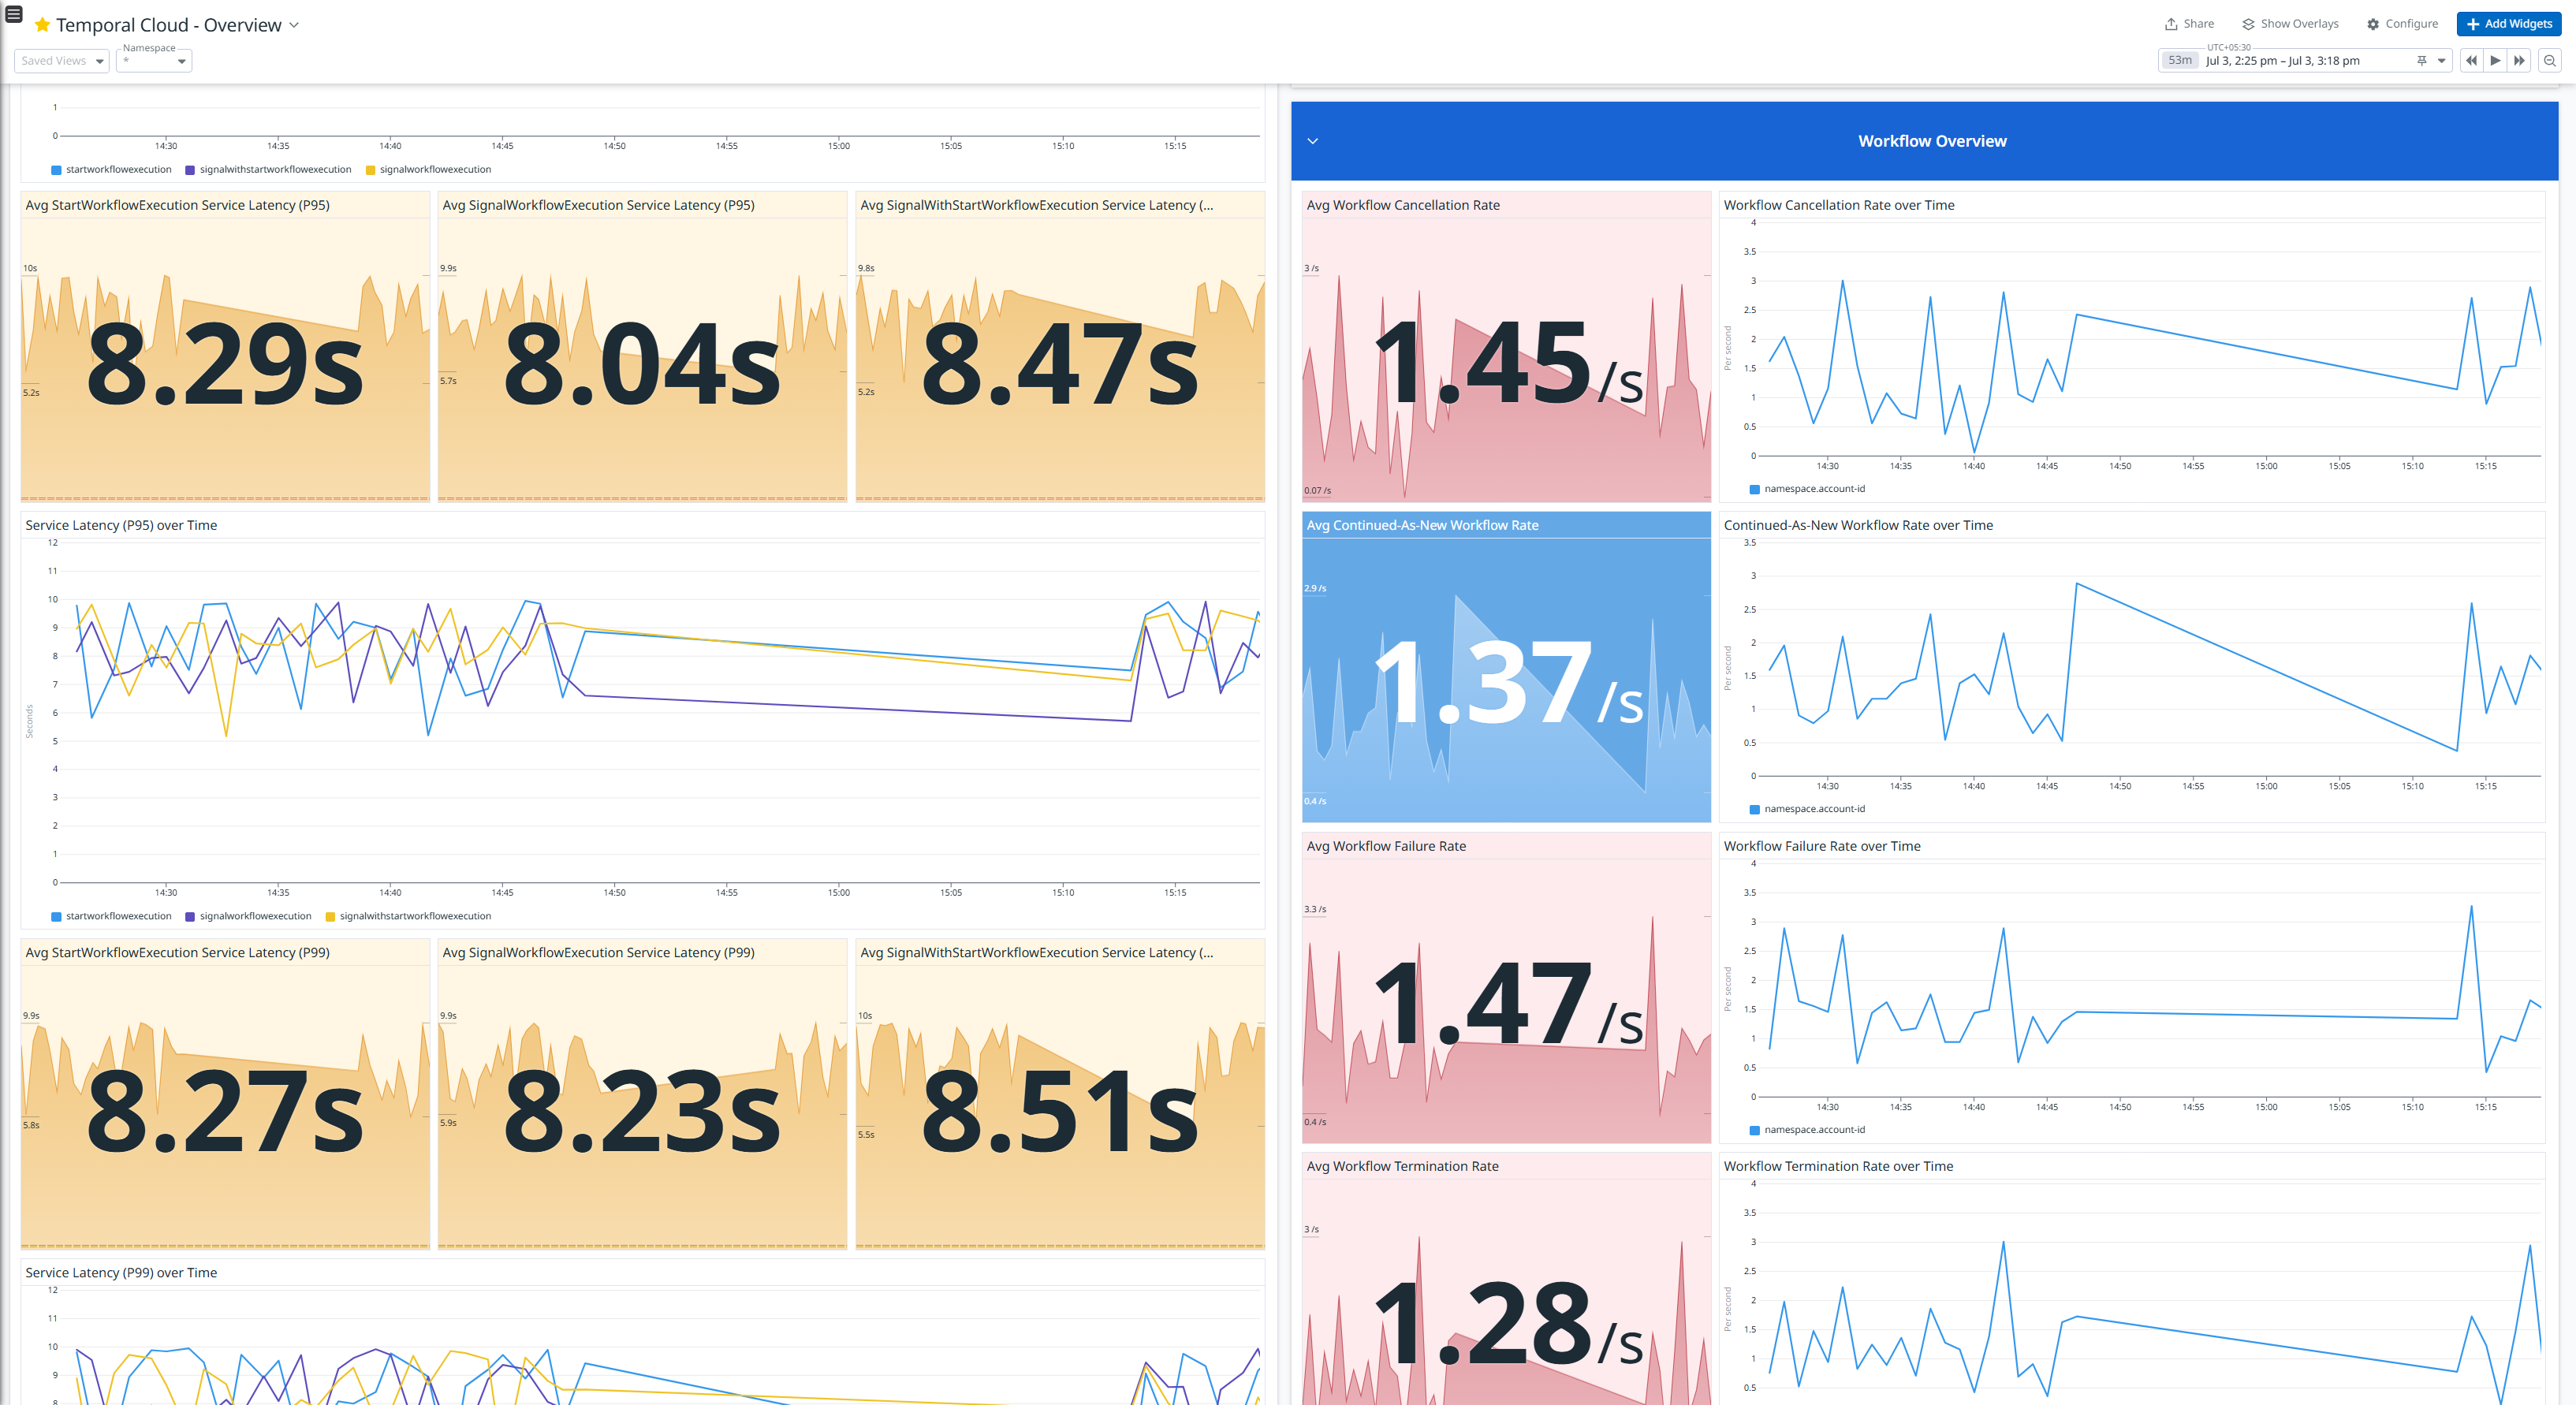 Temporal Cloud - Overview
Share
Show Overlays
Configure
Add Widgets
Saved Views
Namespace
*
UTC+05:30
53m
Jul 3, 2:25 pm – Jul 3, 3:18 pm
1
0
14:30 14:35 14:40 14:45 14:50 14:55 15:00 15:05 15:10 15:15
startworkflowexecution signalwithstartworkflowexecution signalworkflowexecution
Avg StartWorkflowExecution Service Latency (P95)
10s
5.2s
8.29s
Avg SignalWorkflowExecution Service Latency (P95)
9.9s
5.7s
8.04s
Avg SignalWithStartWorkflowExecution Service Latency (...
9.8s
5.2s
8.47s
Service Latency (P95) over Time
Seconds
12
11
10
9
8
7
6
5
4
3
2
1
0
14:30 14:35 14:40 14:45 14:50 14:55 15:00 15:05 15:10 15:15
startworkflowexecution signalworkflowexecution signalwithstartworkflowexecution
Avg StartWorkflowExecution Service Latency (P99)
9.9s
5.8s
8.27s
Avg SignalWorkflowExecution Service Latency (P99)
9.9s
5.9s
8.23s
Avg SignalWithStartWorkflowExecution Service Latency (...
10s
5.5s
8.51s
Service Latency (P99) over Time
12
11
10
9
8
Workflow Overview
Avg Workflow Cancellation Rate
3 /s
0.07 /s
1.45/s
Workflow Cancellation Rate over Time
Per second
4
3.5
3
2.5
2
1.5
1
0.5
0
14:30 14:35 14:40 14:45 14:50 14:55 15:00 15:05 15:10 15:15
namespace.account-id
Avg Continued-As-New Workflow Rate
2.9 /s
0.4 /s
1.37/s
Continued-As-New Workflow Rate over Time
Per second
3.5
3
2.5
2
1.5
1
0.5
0
14:30 14:35 14:40 14:45 14:50 14:55 15:00 15:05 15:10 15:15
namespace.account-id
Avg Workflow Failure Rate
3.3 /s
0.4 /s
1.47/s
Workflow Failure Rate over Time
Per second
4
3.5
3
2.5
2
1.5
1
0.5
0
14:30 14:35 14:40 14:45 14:50 14:55 15:00 15:05 15:10 15:15
namespace.account-id
Avg Workflow Termination Rate
3 /s
1.28/s
Workflow Termination Rate over Time
Per second
4
3.5
3
2.5
2
1.5
1
0.5